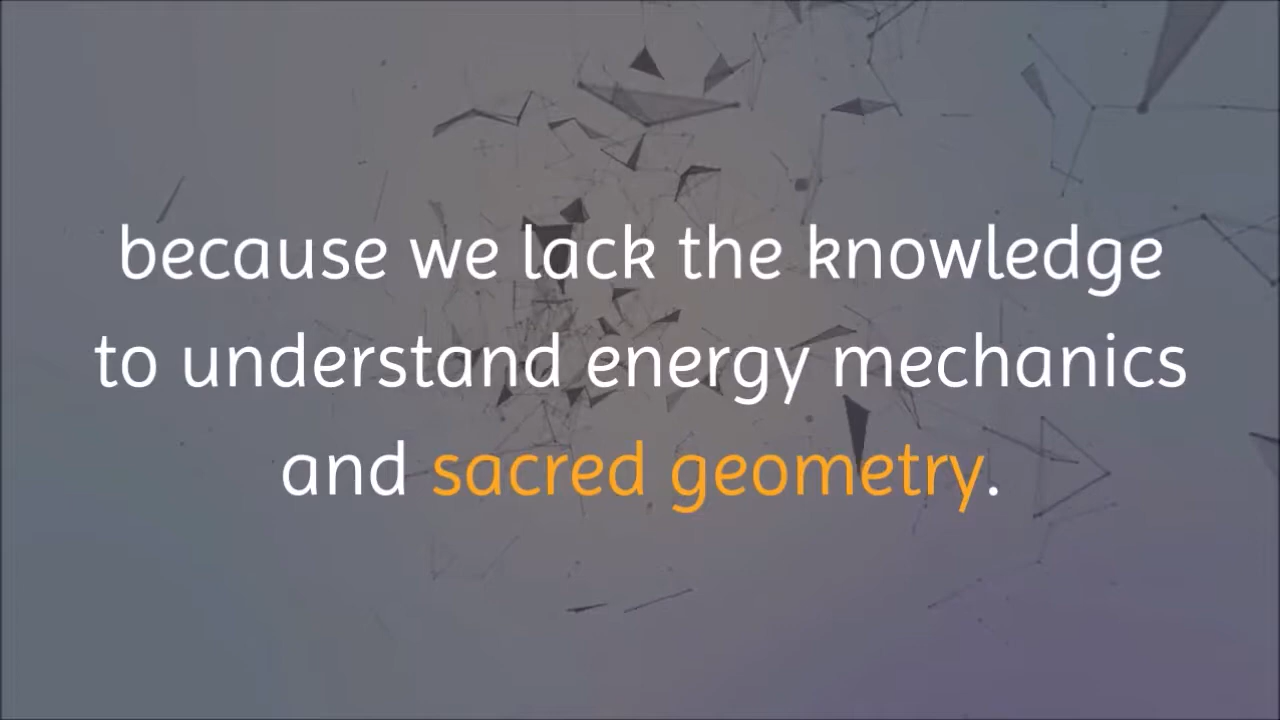 because we lack the knowledge
to understand energy mechanics
and sacred geometry.